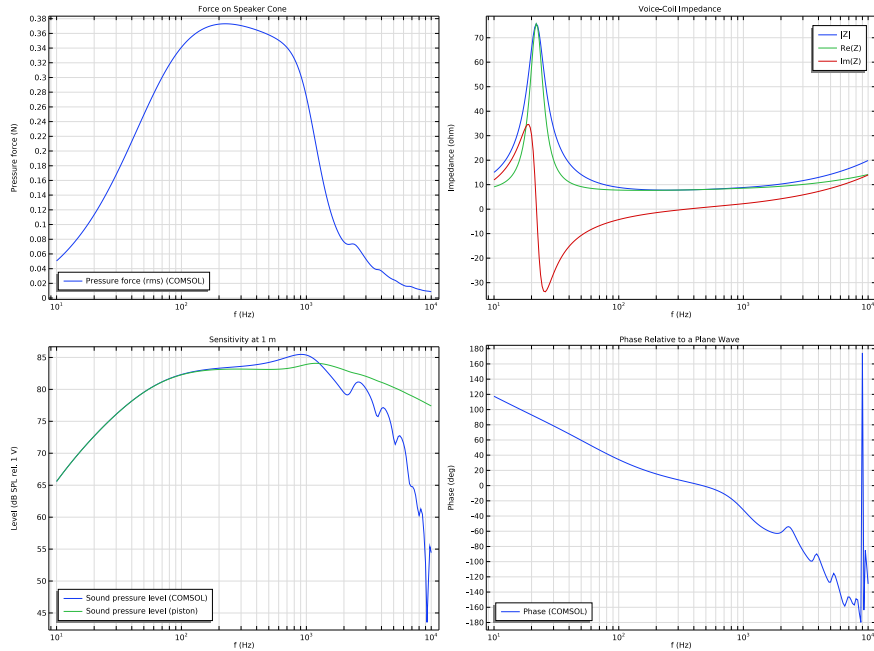 Force on Speaker Cone
0.38
0.36
0.34
0.32
0.3
0.28
0.26
0.24
0.22
0.2
0.18
0.16
0.14
0.12
0.1
0.08
0.06
0.04
0.02
0
Pressure force (N)
Pressure force (rms) (COMSOL)
10¹ 10² 10³ 10⁴
f (Hz)
Voice-Coil Impedance
70
60
50
40
30
20
10
0
-10
-20
-30
Impedance (ohm)
|Z|
Re(Z)
Im(Z)
10¹ 10² 10³ 10⁴
f (Hz)
Sensitivity at 1 m
85
80
75
70
65
60
55
50
45
Level (dB SPL rel. 1 V)
Sound pressure level (COMSOL)
Sound pressure level (piston)
10¹ 10² 10³ 10⁴
f (Hz)
Phase Relative to a Plane Wave
180
160
140
120
100
80
60
40
20
0
-20
-40
-60
-80
-100
-120
-140
-160
-180
Phase (deg)
Phase (COMSOL)
10¹ 10² 10³ 10⁴
f (Hz)